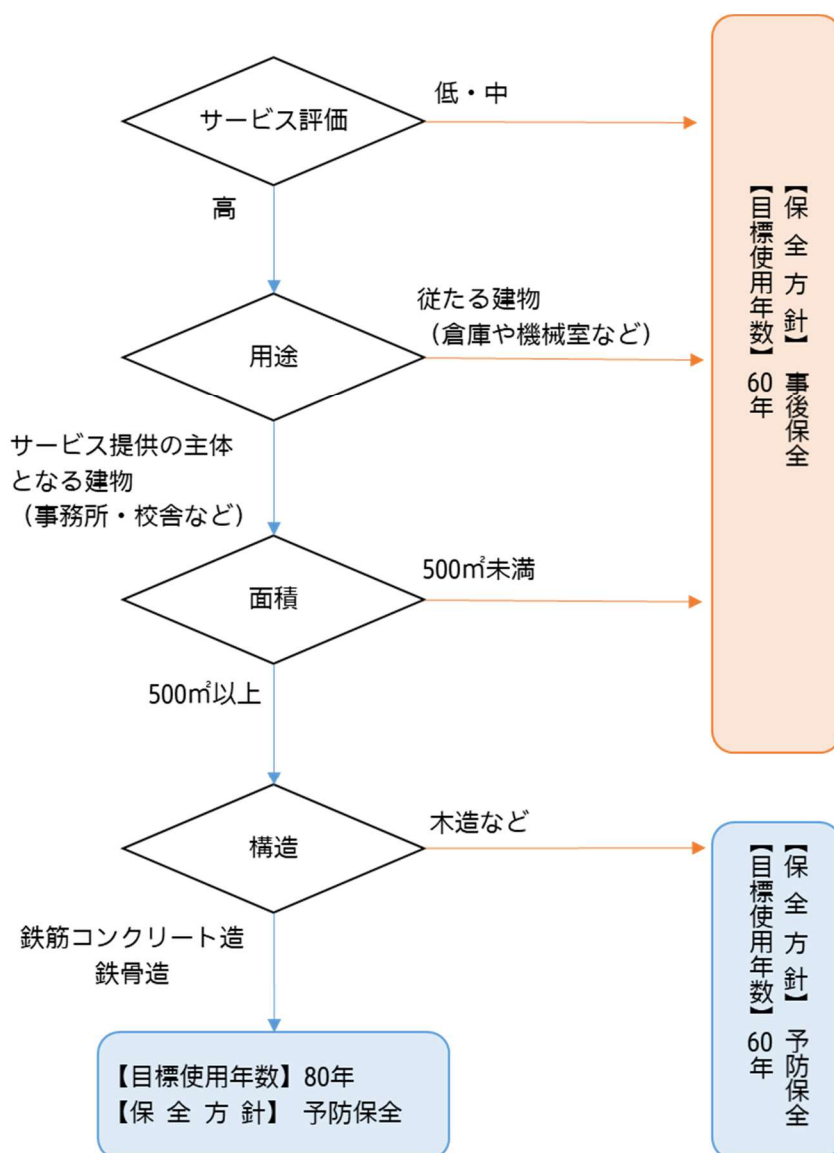 サービス評価
低・中
高
用途
従たる建物
（倉庫や機械室など）
サービス提供の主体
となる建物
（事務所・校舎など）
面積
500㎡未満
500㎡以上
構造
木造など
鉄筋コンクリート造
鉄骨造
【目標使用年数】80年
【保 全 方 針】 予防保全
【保 全 方 針】 事後保全
【目標使用年数】60年
【保 全 方 針】 予防保全
【目標使用年数】60年